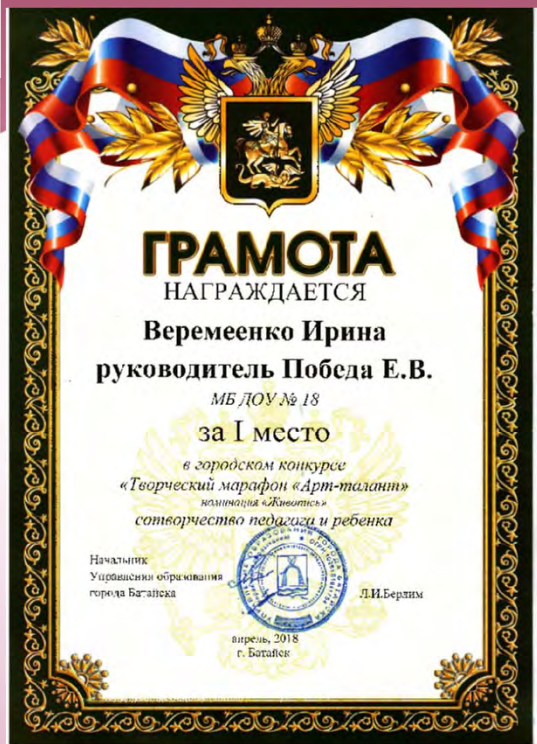 ГРАМОТА
НАГРАЖДАЕТСЯ
Веремеенко Ирина
руководитель Победа Е.В.
МБ ДОУ № 18
за I место
в городском конкурсе
«Творческий марафон «Арт-талант»
номинация «Живопись»
сотворчество педагога и ребенка
Начальник
Управления образования
города Батайска
Л.И.Берлим
апрель, 2018
г. Батайск